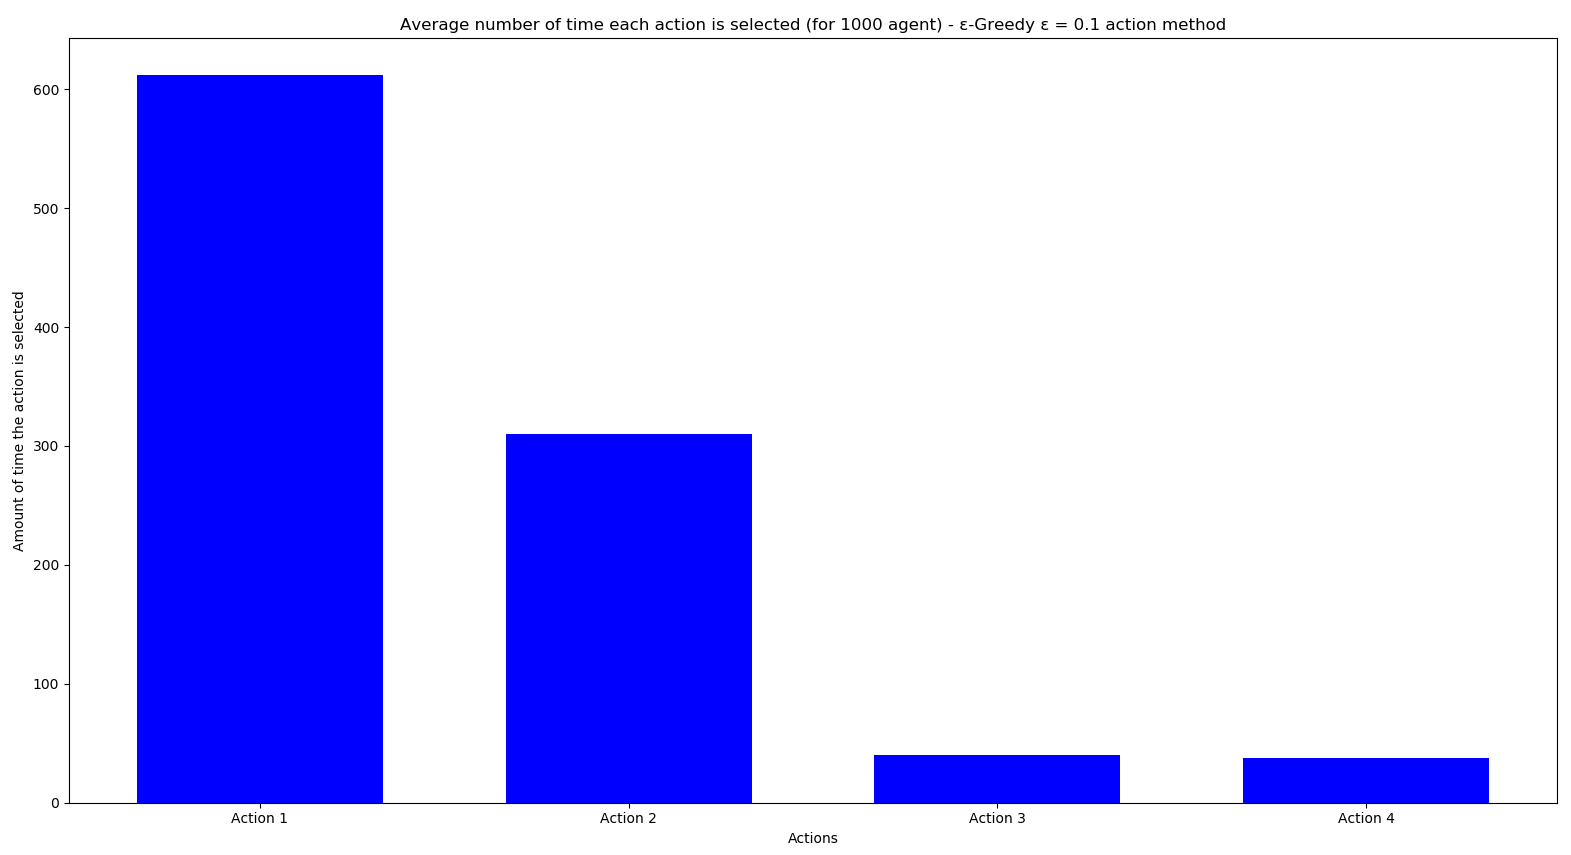 Average number of time each action is selected (for 1000 agent) - ε-Greedy ε = 0.1 action method
Amount of time the action is selected
600
500
400
300
200
100
0
Action 1
Action 2
Action 3
Action 4
Actions